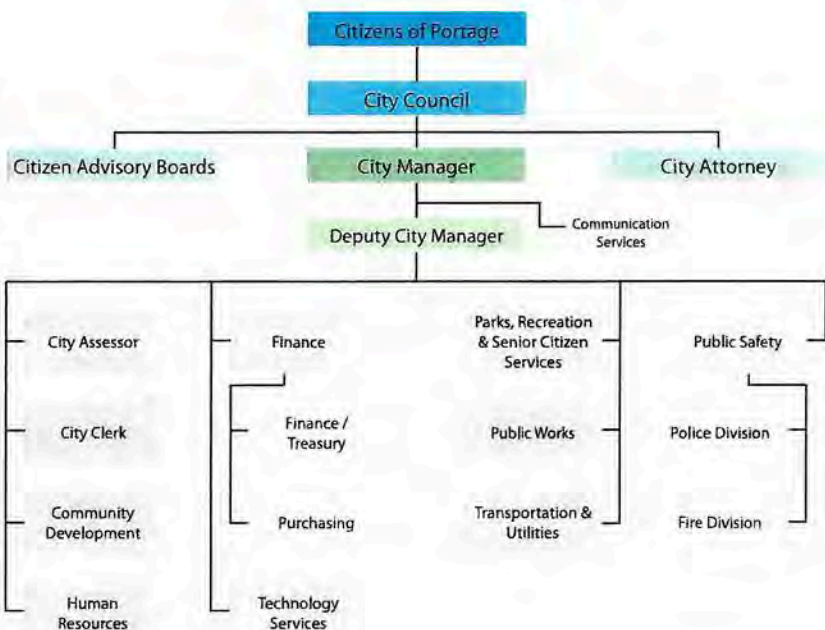 Citizens of Portage
City Council
Citizen Advisory Boards
City Manager
City Attorney
Communication
Services
Deputy City Manager
City Assessor
Finance
Parks, Recreation
& Senior Citizen
Services
Public Safety
City Clerk
Finance /
Treasury
Public Works
Police Division
Community
Development
Purchasing
Transportation &
Utilities
Fire Division
Human
Resources
Technology
Services